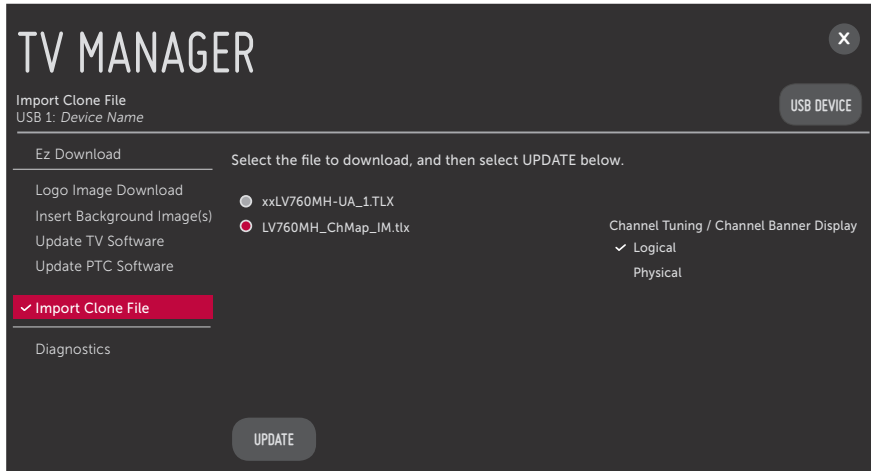 TV MANAGER
X
Import Clone File
USB 1: Device Name
USB DEVICE
Ez Download
Logo Image Download
Insert Background Image(s)
Update TV Software
Update PTC Software
Import Clone File
Diagnostics
Select the file to download, and then select UPDATE below.
xxLV760MH-UA_1.TLX
LV760MH_ChMap_IM.tlx
Channel Tuning / Channel Banner Display
Logical
Physical
UPDATE